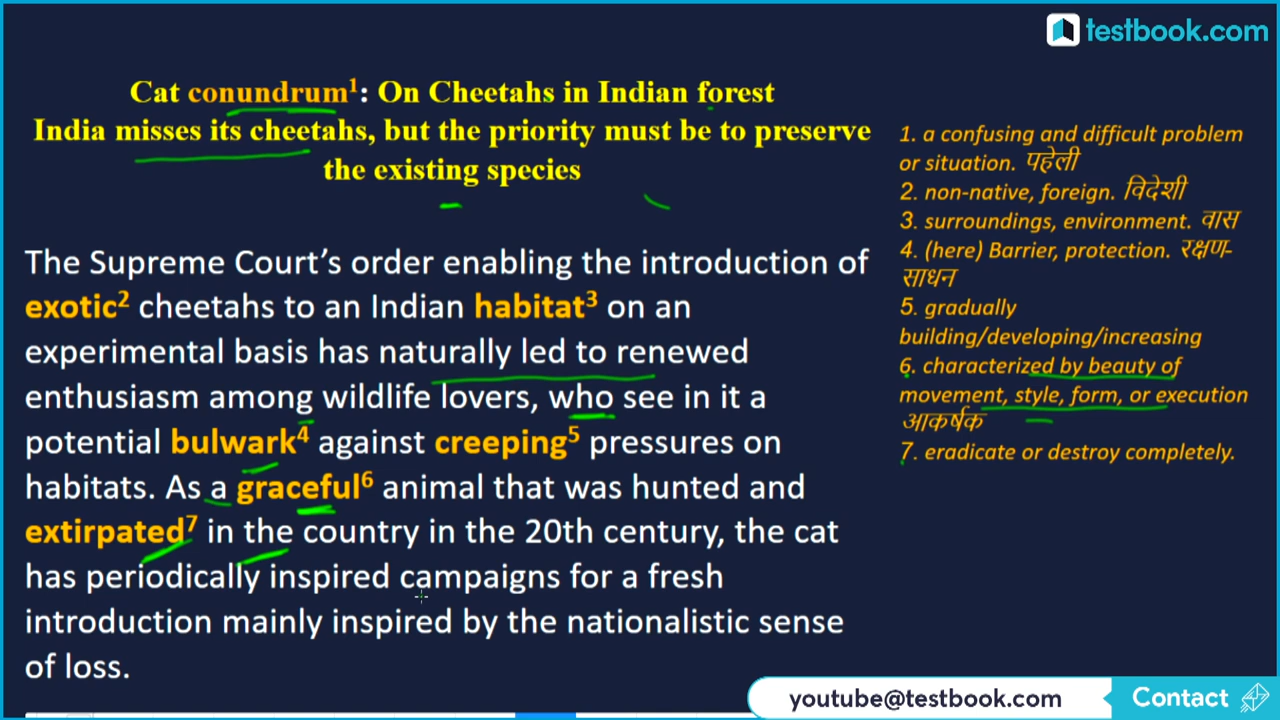 testbook.com
Cat conundrum¹: On Cheetahs in Indian forest
India misses its cheetahs, but the priority must be to preserve
the existing species
The Supreme Court’s order enabling the introduction of
exotic² cheetahs to an Indian habitat³ on an
experimental basis has naturally led to renewed
enthusiasm among wildlife lovers, who see in it a
potential bulwark⁴ against creeping⁵ pressures on
habitats. As a graceful⁶ animal that was hunted and
extirpated⁷ in the country in the 20th century, the cat
has periodically inspired campaigns for a fresh
introduction mainly inspired by the nationalistic sense
of loss.
1. a confusing and difficult problem
or situation. पहेली
2. non-native, foreign. विदेशी
3. surroundings, environment. वास
4. (here) Barrier, protection. रक्षण-
साधन
5. gradually
building/developing/increasing
6. characterized by beauty of
movement, style, form, or execution
आकर्षक
7. eradicate or destroy completely.
youtube@testbook.com
Contact